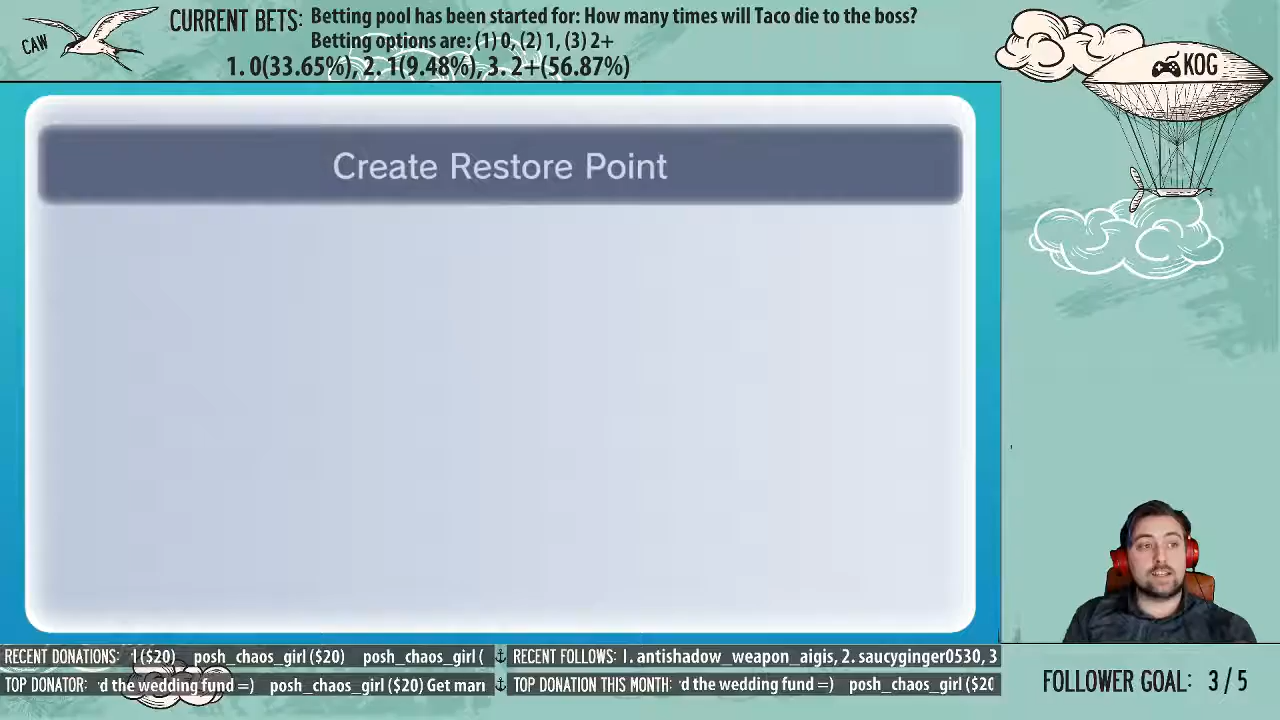 CAW
CURRENT BETS:
Betting pool has been started for: How many times will Taco die to the boss?
Betting options are: (1) 0, (2) 1, (3) 2+
1. 0(33.65%), 2. 1(9.48%), 3. 2+(56.87%)
KOG
Create Restore Point
RECENT DONATIONS: ($20) posh_chaos_girl ($20) posh_chaos_girl (
RECENT FOLLOWS: 1. antishadow_weapon_aigis, 2. saucyginger0530, 3
TOP DONATOR: 'd the wedding fund =) posh_chaos_girl ($20) Get marr
TOP DONATION THIS MONTH: 'd the wedding fund =) posh_chaos_girl ($20
FOLLOWER GOAL: 3 / 5